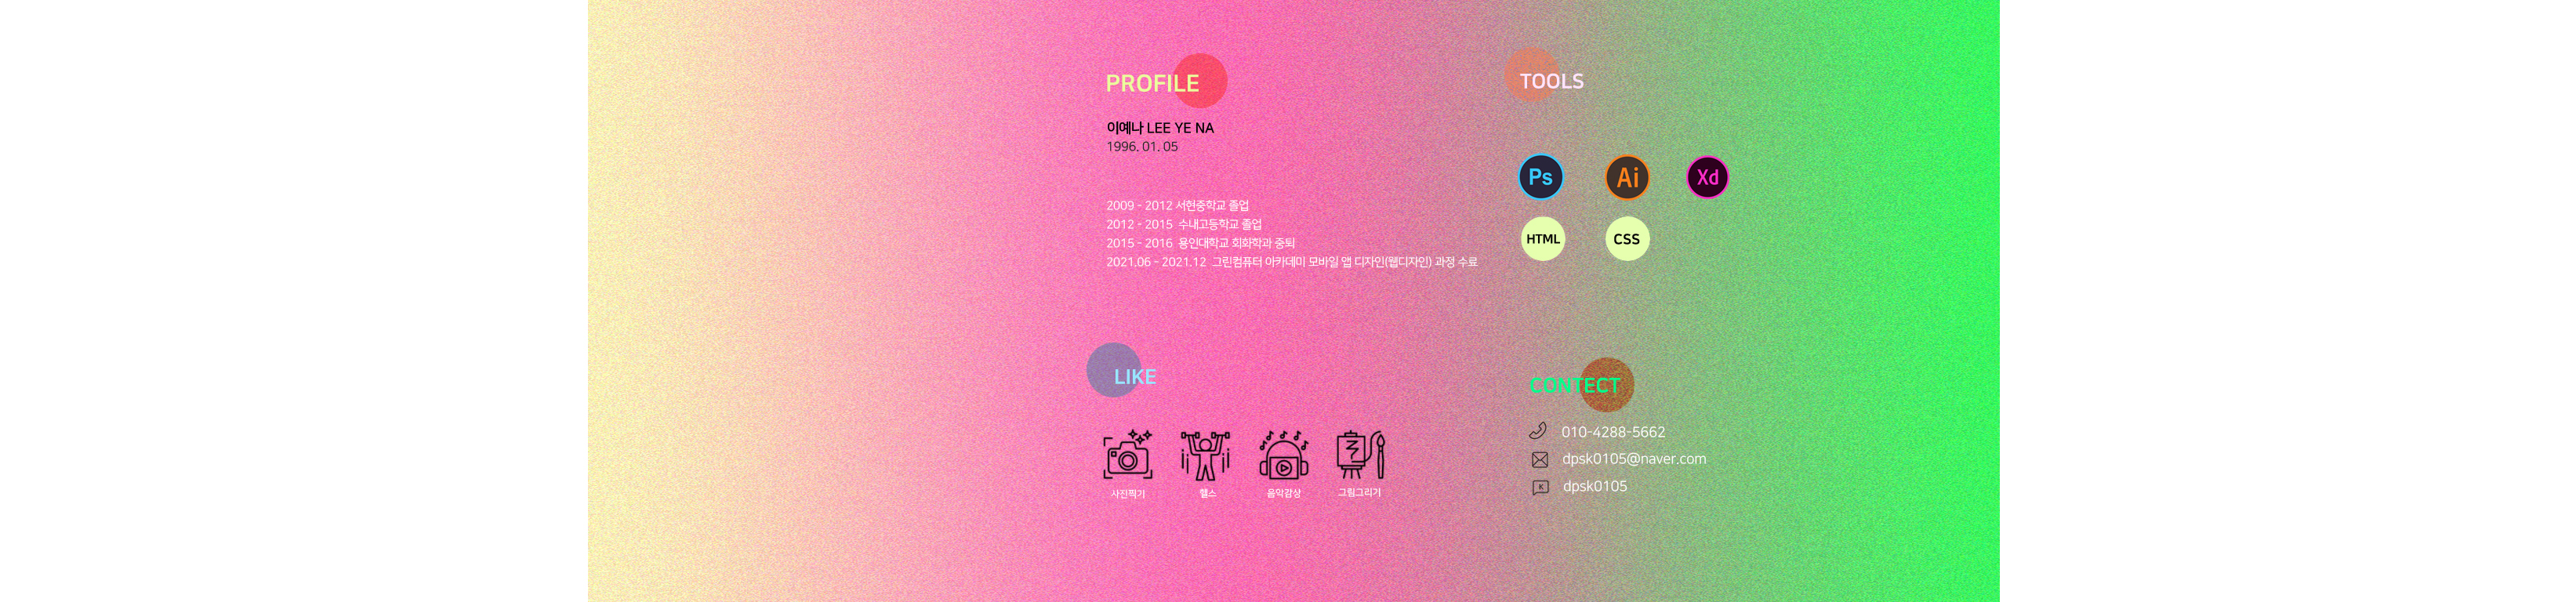 PROFILE
이예나 LEE YE NA
1996. 01. 05
2009 - 2012 서현중학교 졸업
2012 - 2015 수내고등학교 졸업
2015 - 2016 용인대학교 회화학과 중퇴
2021.06 - 2021.12 그린컴퓨터 아카데미 모바일 앱 디자인(웹디자인) 과정 수료
TOOLS
Ps Ai Xd
HTML CSS
LIKE
사진찍기 헬스 음악감상 그림그리기
CONTECT
010-4288-5662
dpsk0105@naver.com
K dpsk0105